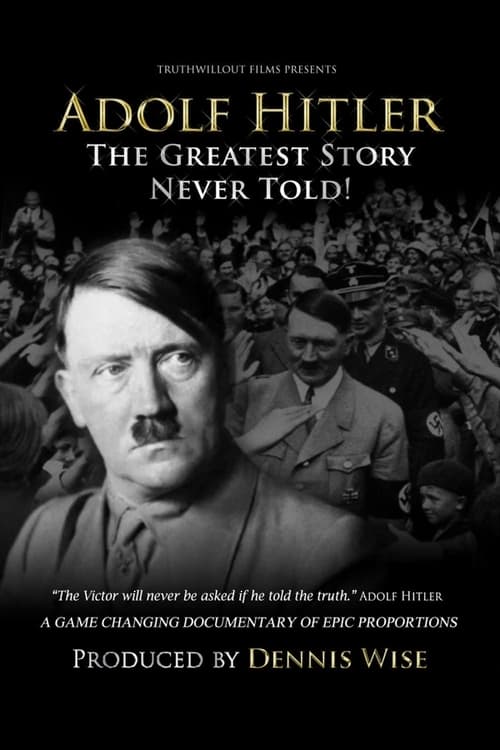 TRUTHWILLOUT FILMS PRESENTS
ADOLF HITLER
THE GREATEST STORY
NEVER TOLD!
"The Victor will never be asked if he told the truth." ADOLF HITLER
A GAME CHANGING DOCUMENTARY OF EPIC PROPORTIONS
PRODUCED BY DENNIS WISE